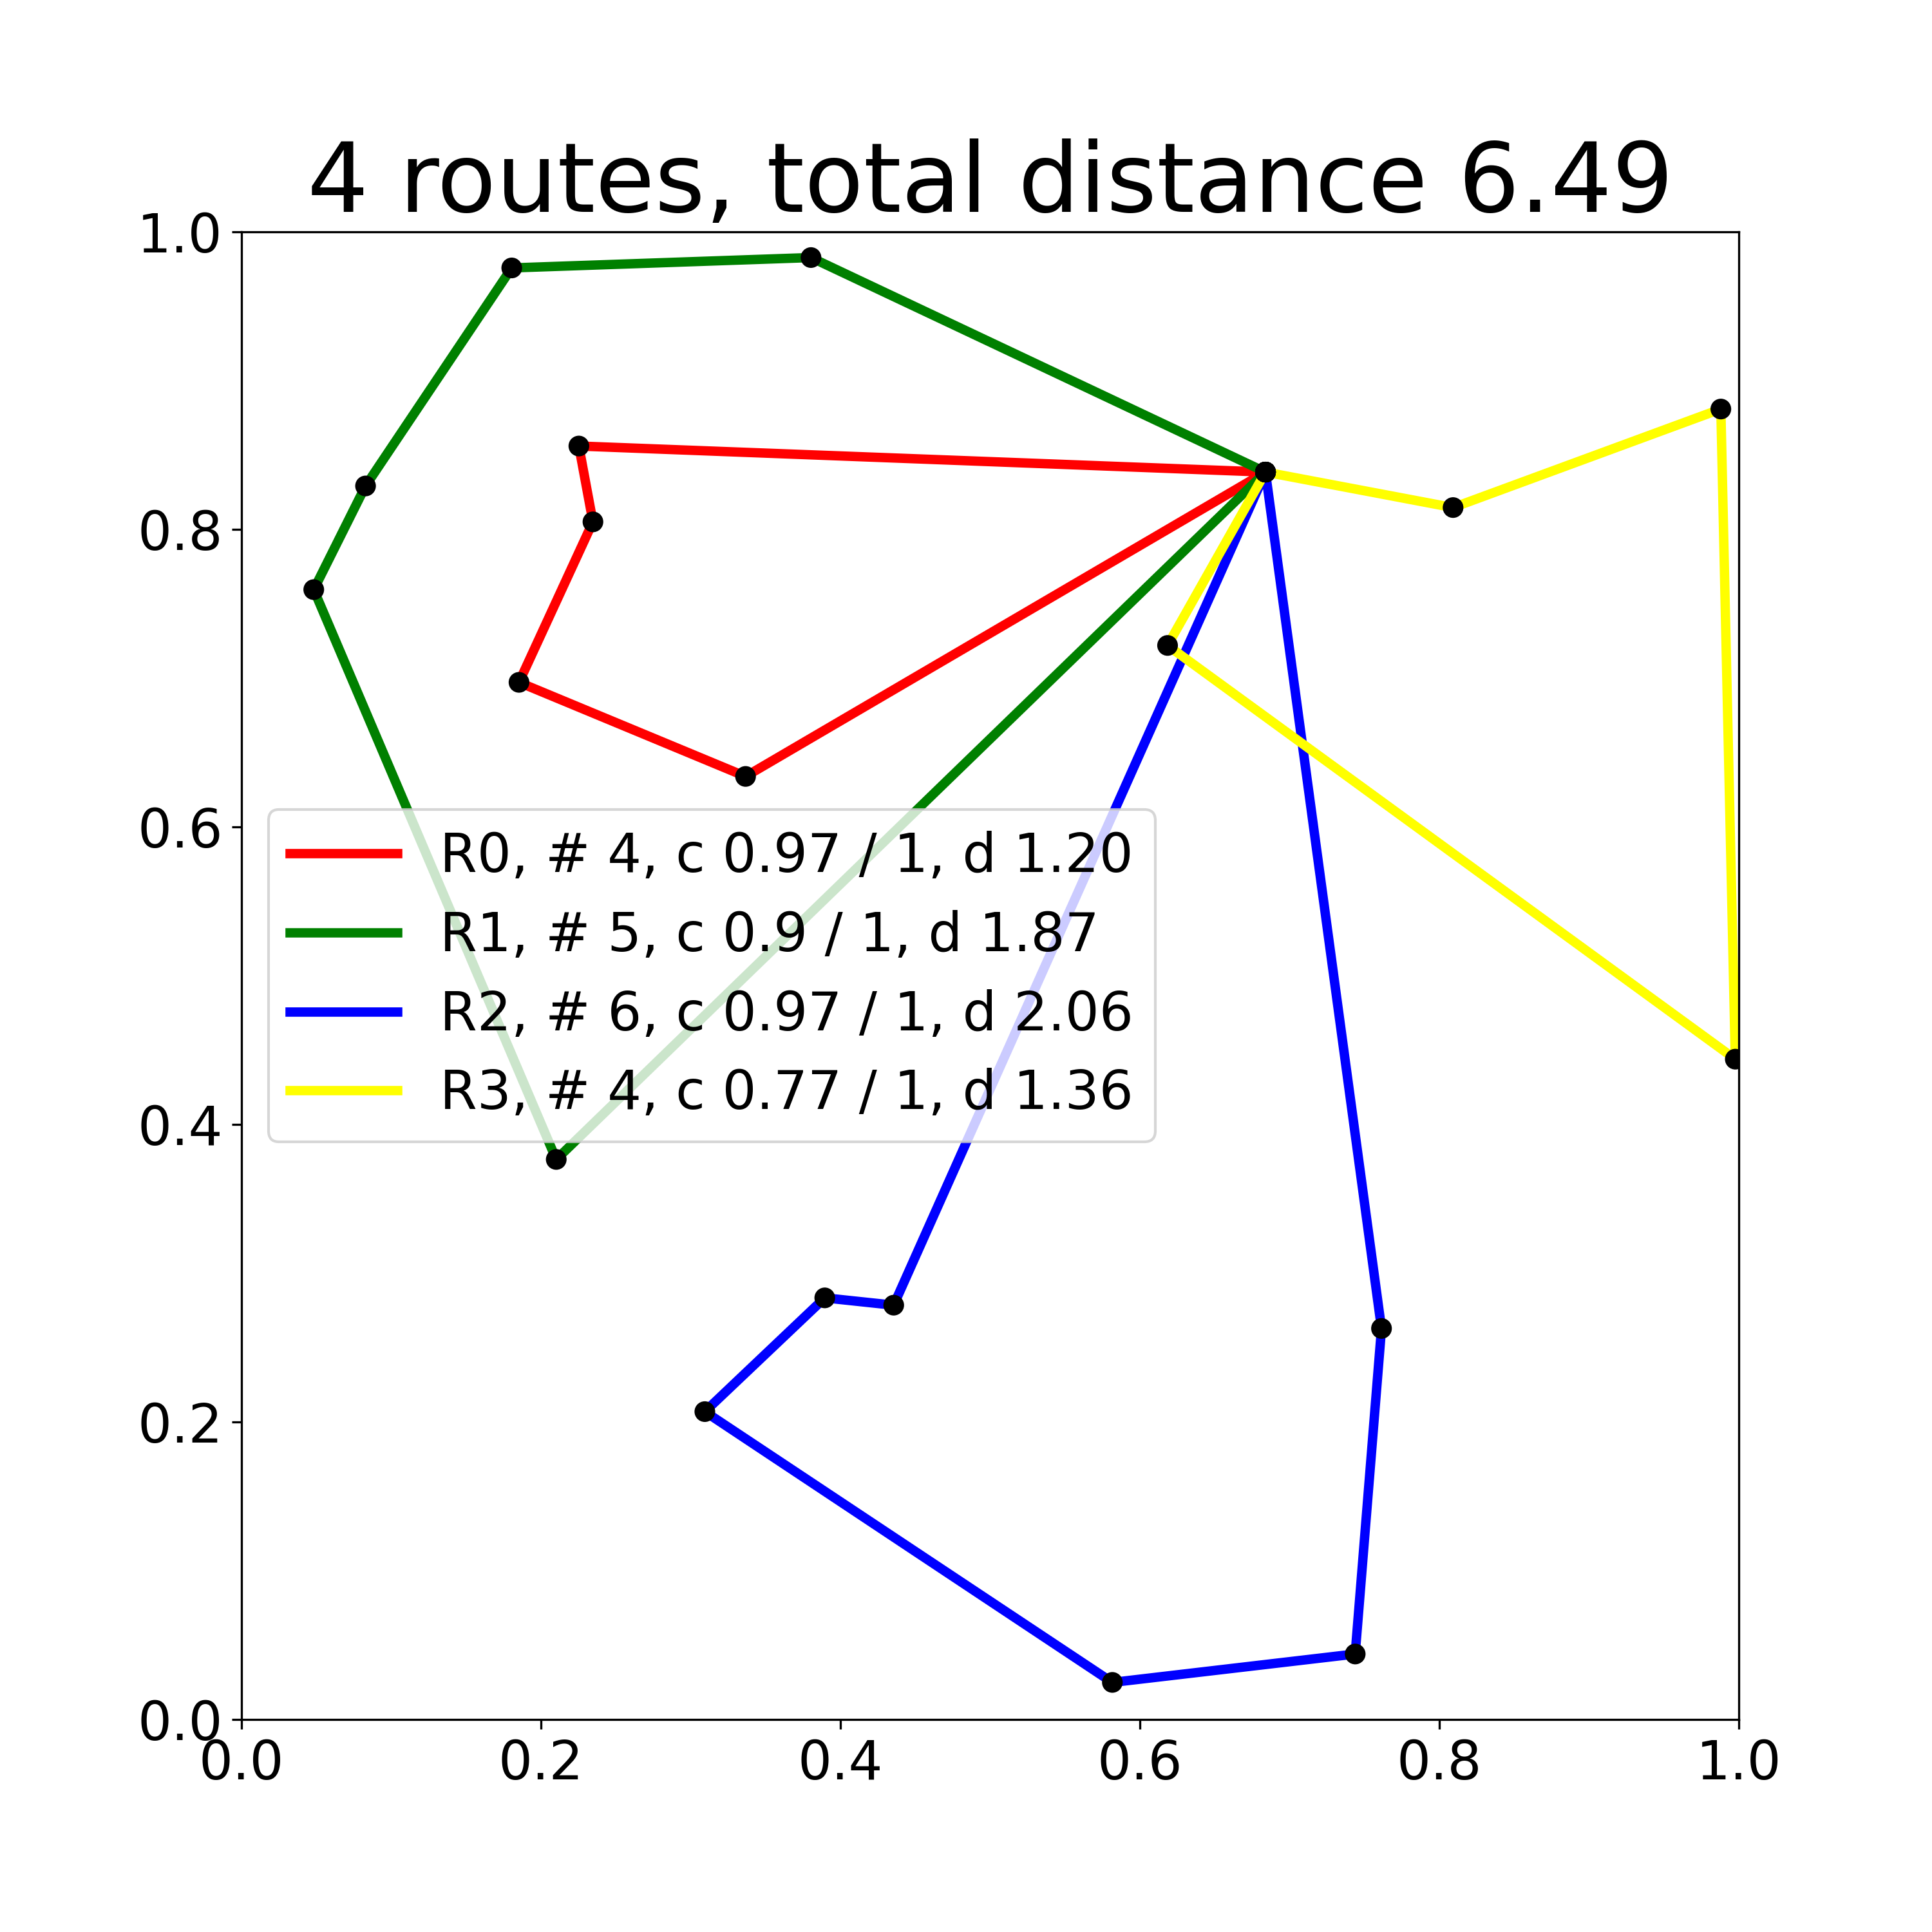 4 routes, total distance 6.49
1.0
0.8
0.6
R0, # 4, c 0.97 / 1, d 1.20
R1, # 5, c 0.9 / 1, d 1.87
R2, # 6, c 0.97 / 1, d 2.06
R3, # 4, c 0.77 / 1, d 1.36
0.4
0.2
0.0
0.0 0.2 0.4 0.6 0.8 1.0